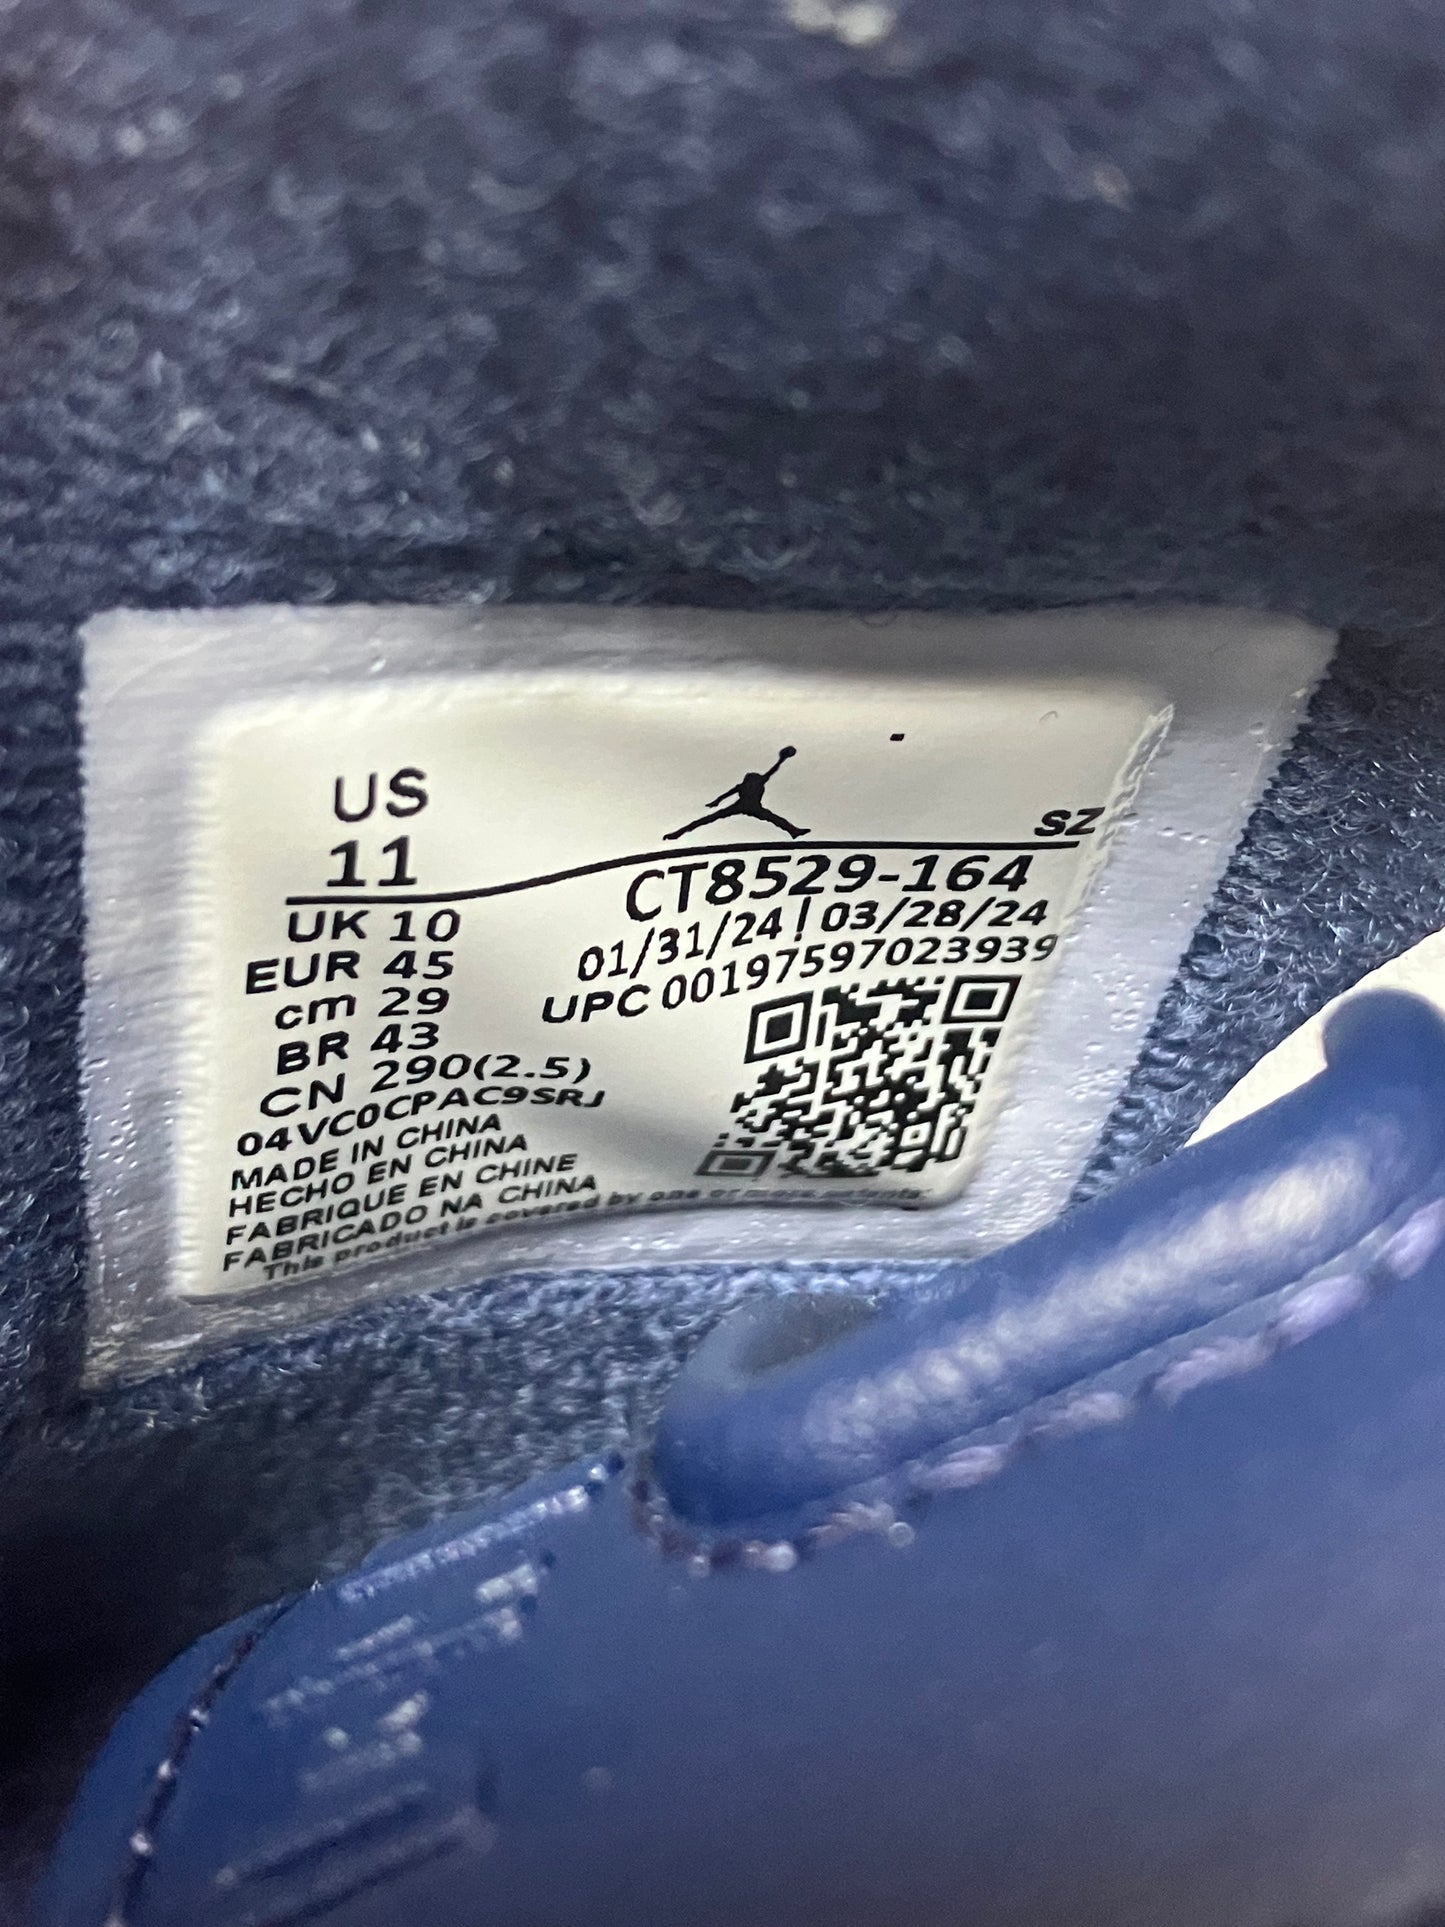 US
11
SZ
UK 10
EUR 45
cm 29
BR 43
CN 290(2.5)
04VC0CPAC9SRJ
MADE IN CHINA
HECHO EN CHINA
FABRIQUE EN CHINE
FABRICADO NA CHINA
This product is covered by one or more patents.
CT8529-164
01/31/24 | 03/28/24
UPC 00197597023939